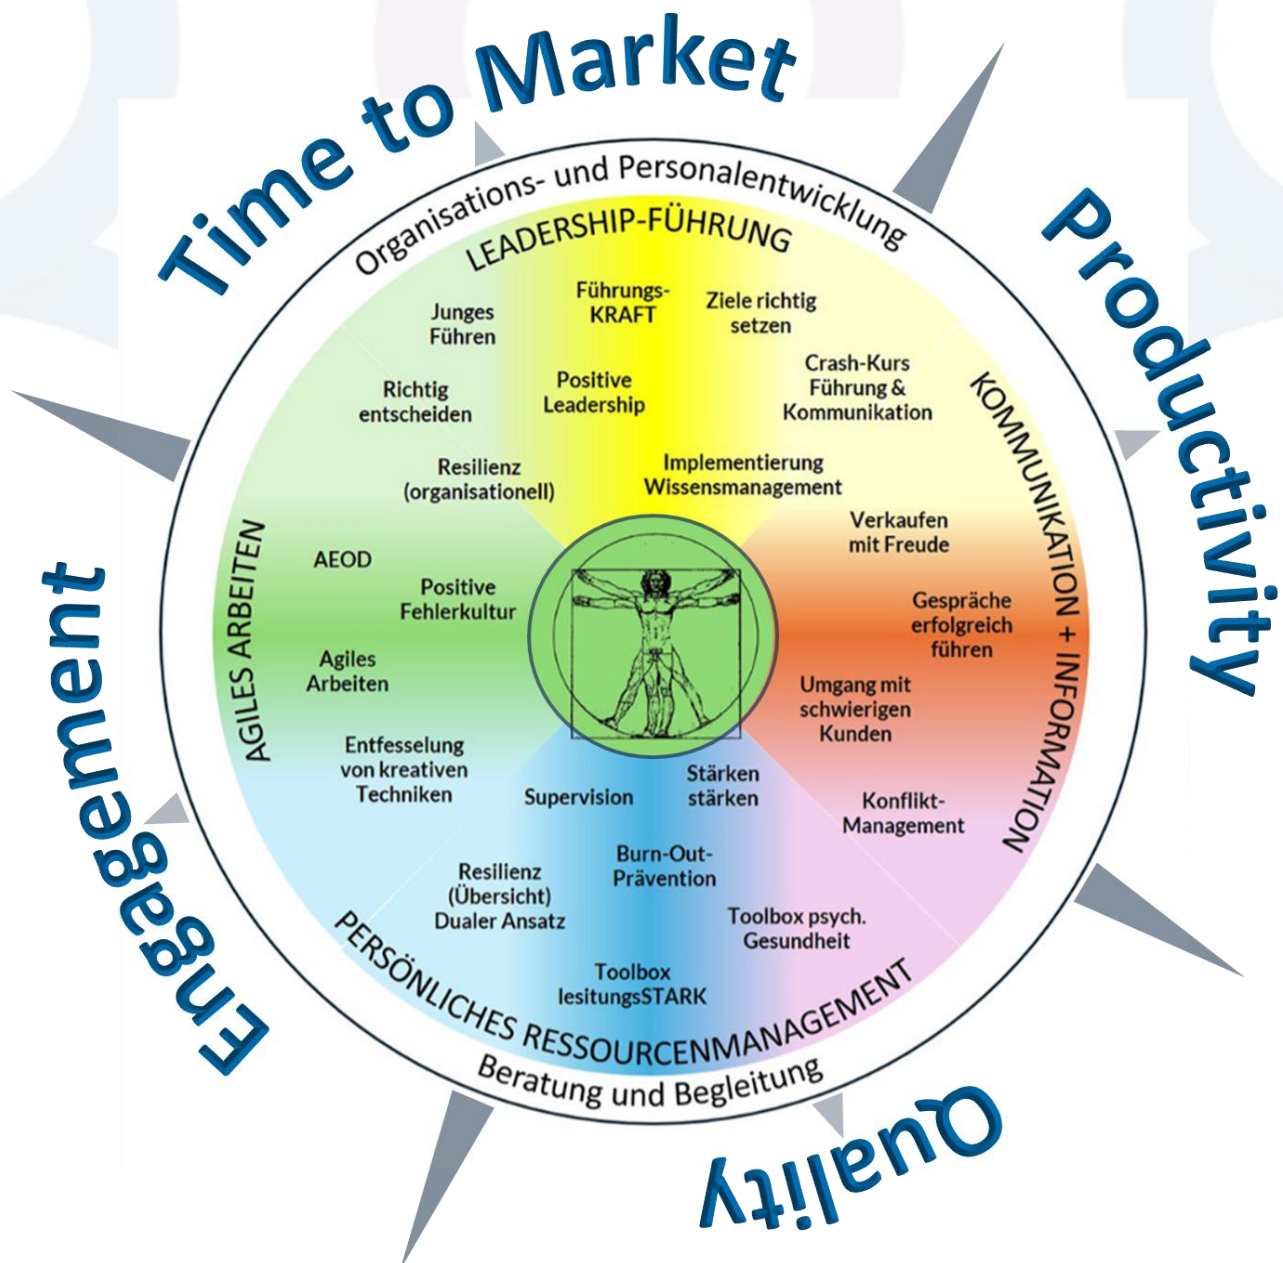 Time to Market
Productivity
Quality
Engagement
Organisations- und Personalentwicklung
LEADERSHIP-FÜHRUNG
Junges
Führen
Führungs-
KRAFT
Ziele richtig
setzen
Richtig
entscheiden
Positive
Leadership
Crash-Kurs
Führung &
Kommunikation
Resilienz
(organisationell)
Implementierung
Wissensmanagement
KOMMUNIKATION + INFORMATION
Verkaufen
mit Freude
Gespräche
erfolgreich
führen
Umgang mit
schwierigen
Kunden
Konflikt-
Management
AGILES ARBEITEN
AEOD
Positive
Fehlerkultur
Agiles
Arbeiten
Entfesselung
von kreativen
Techniken
Supervision
Stärken
stärken
Burn-Out-
Prävention
Resilienz
(Übersicht)
Dualer Ansatz
Toolbox psych.
Gesundheit
Toolbox
lesitungsSTARK
PERSÖNLICHES RESSOURCENMANAGEMENT
Beratung und Begleitung